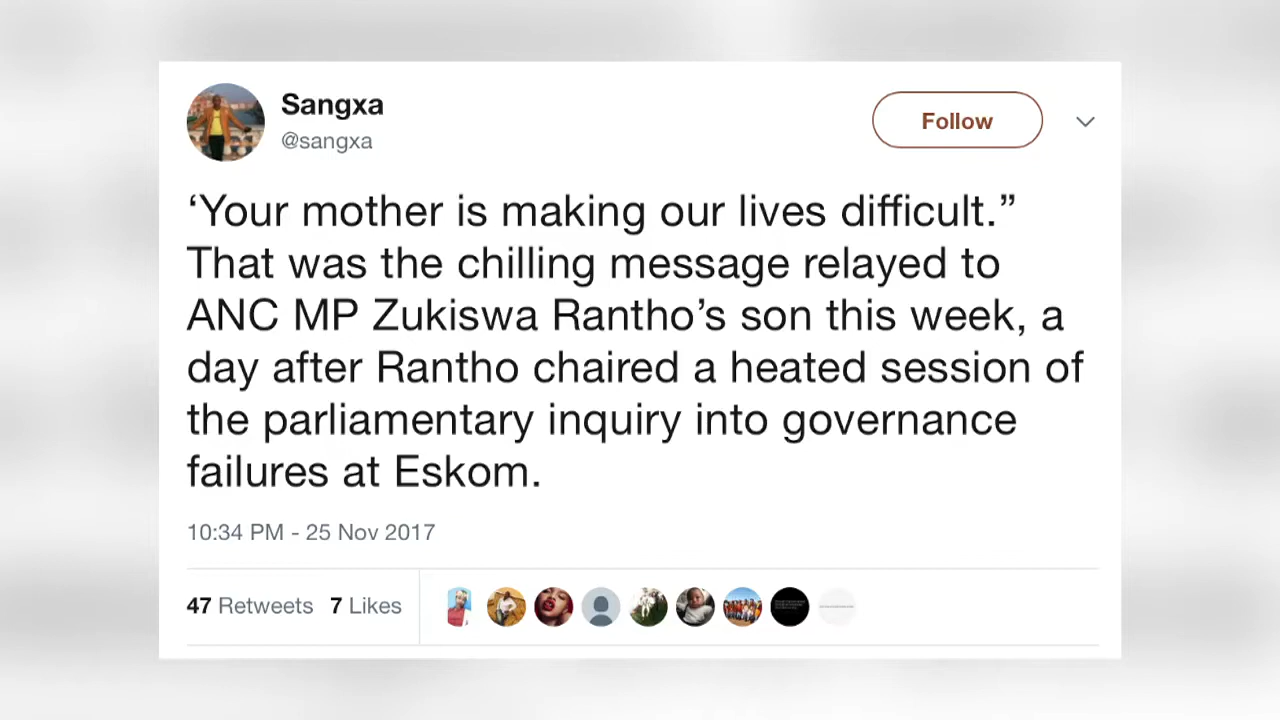 Sangxa
@sangxa
Follow
‘Your mother is making our lives difficult.”
That was the chilling message relayed to
ANC MP Zukiswa Rantho’s son this week, a
day after Rantho chaired a heated session of
the parliamentary inquiry into governance
failures at Eskom.
10:34 PM - 25 Nov 2017
47 Retweets 7 Likes